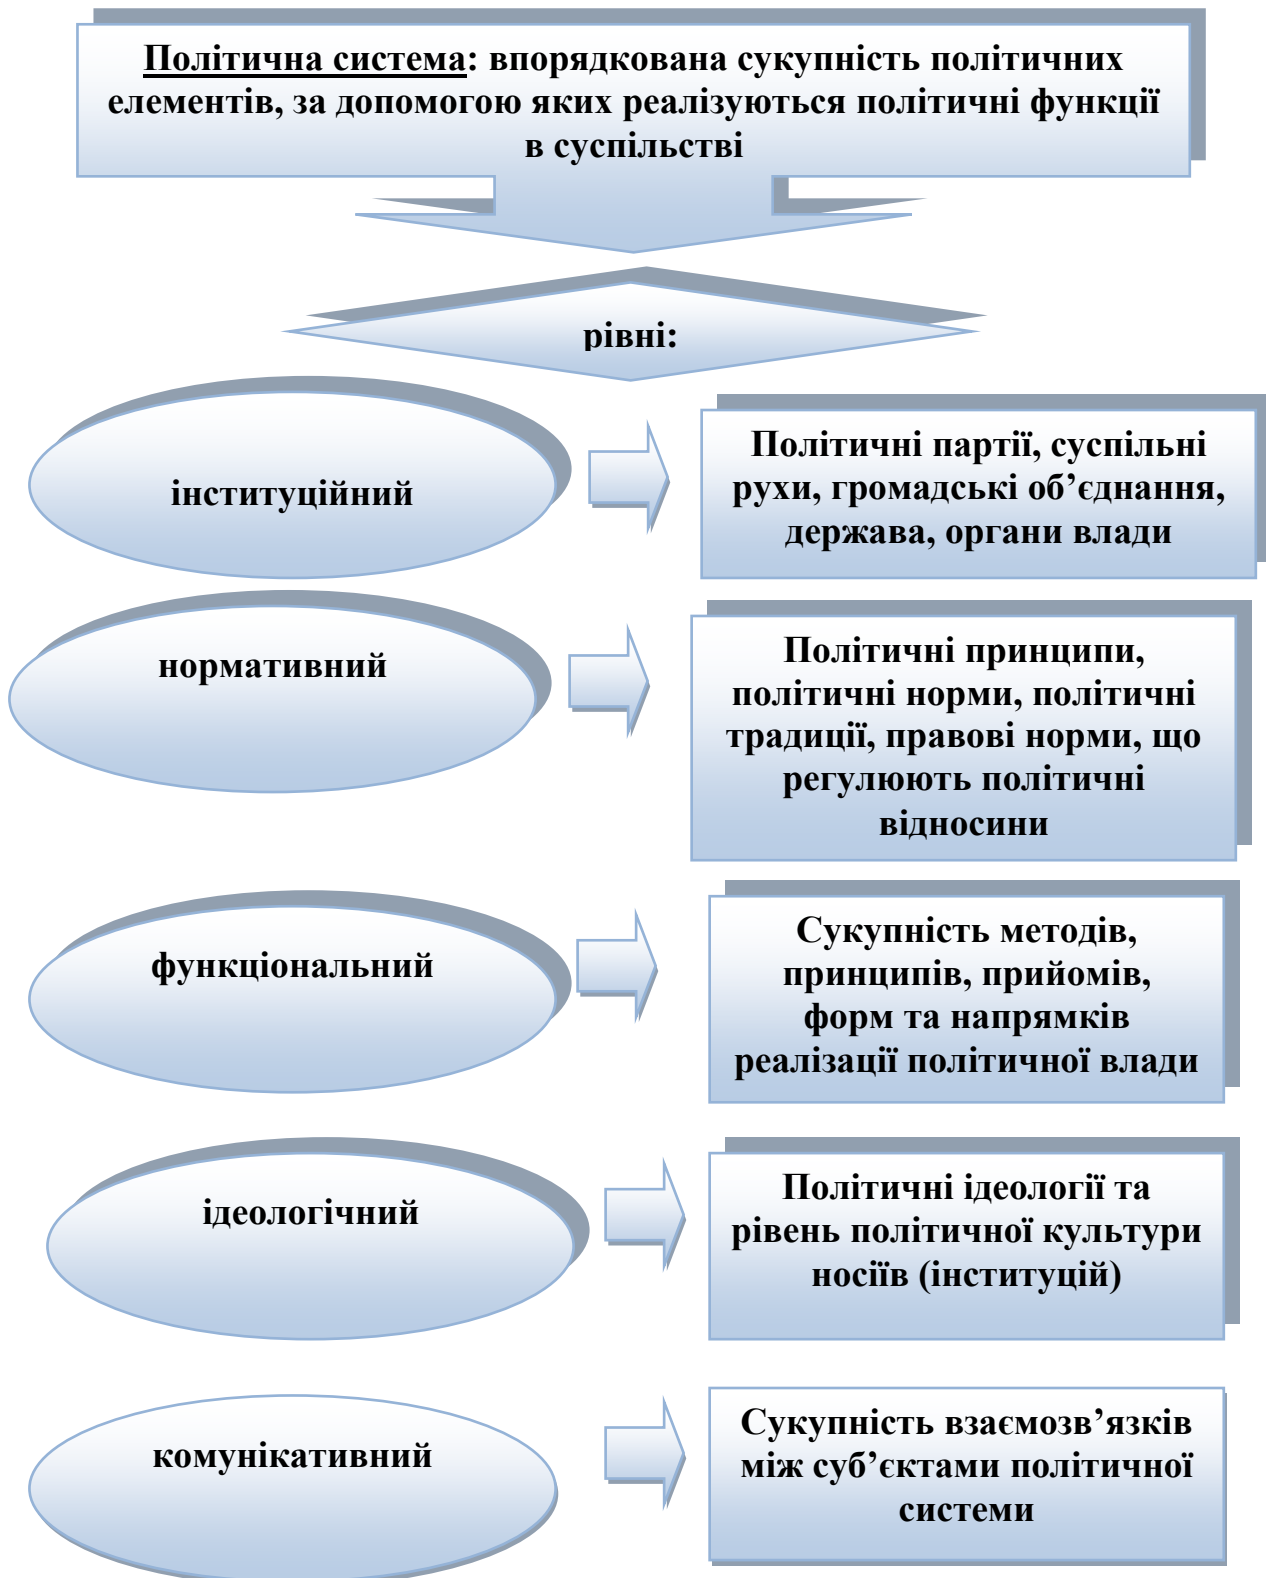 Політична система: впорядкована сукупність політичних
елементів, за допомогою яких реалізуються політичні функції
в суспільстві
рівні:
інституційний
Політичні партії, суспільні
рухи, громадські об’єднання,
держава, органи влади
нормативний
Політичні принципи,
політичні норми, політичні
традиції, правові норми, що
регулюють політичні
відносини
функціональний
Сукупність методів,
принципів, прийомів,
форм та напрямків
реалізації політичної влади
ідеологічний
Політичні ідеології та
рівень політичної культури
носіїв (інституцій)
комунікативний
Сукупність взаємозв’язків
між суб’єктами політичної
системи